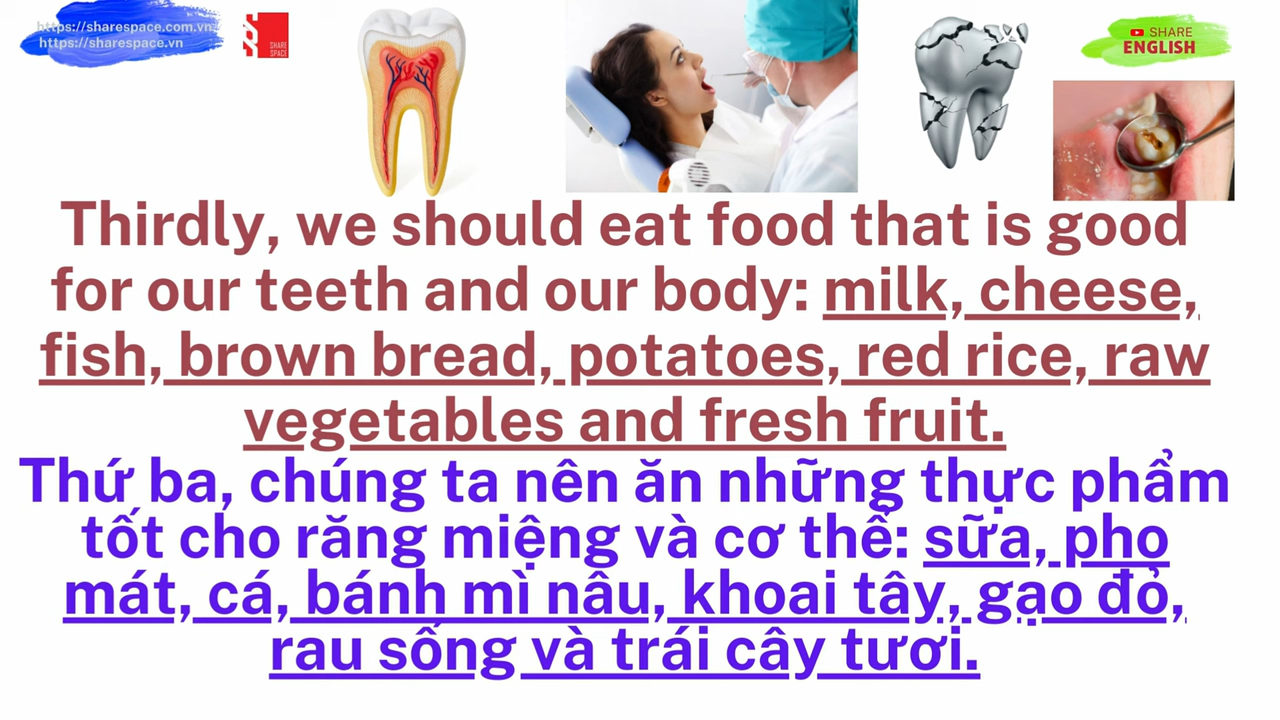 https://sharespace.com.vn
https://sharespace.vn
SHARE
SPACE
SHARE
ENGLISH
Thirdly, we should eat food that is good
for our teeth and our body: milk, cheese,
fish, brown bread, potatoes, red rice, raw
vegetables and fresh fruit.
Thứ ba, chúng ta nên ăn những thực phẩm
tốt cho răng miệng và cơ thể: sữa, pho
mát, cá, bánh mì nâu, khoai tây, gạo đỏ,
rau sống và trái cây tươi.